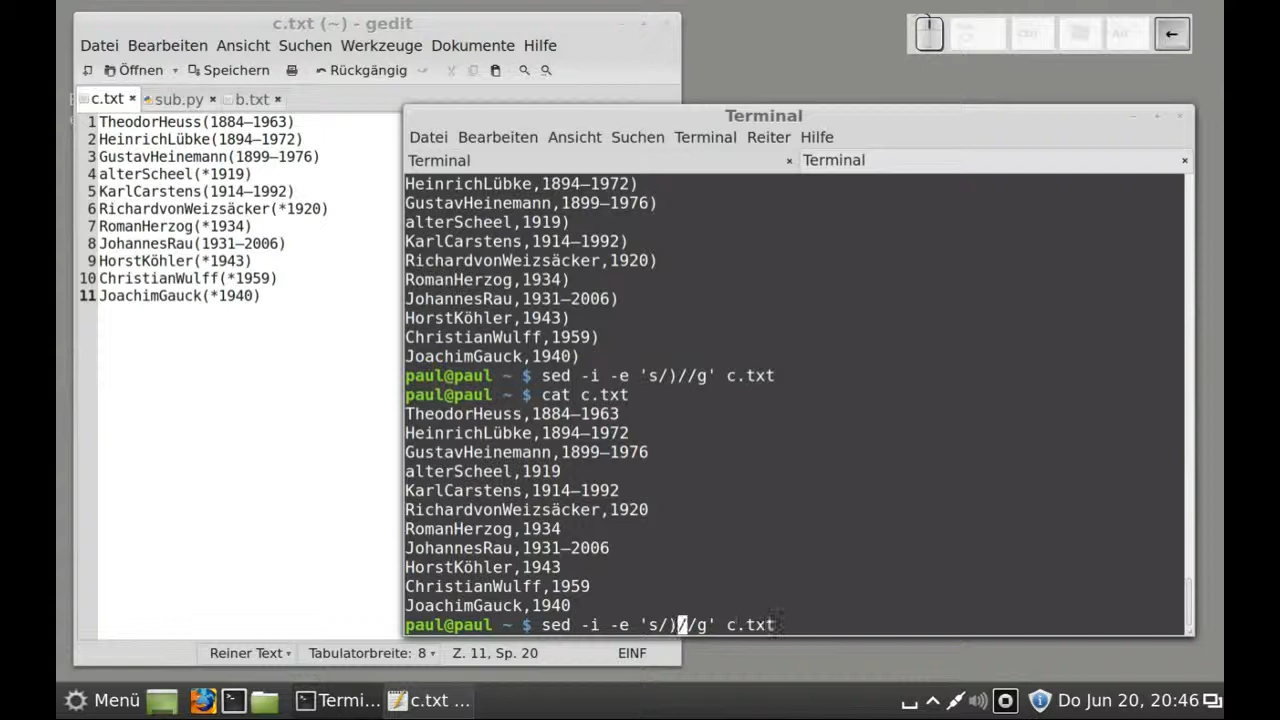 c.txt (~) - gedit
Datei Bearbeiten Ansicht Suchen Werkzeuge Dokumente Hilfe
Öffnen Speichern Rückgängig
c.txt sub.py b.txt
1 TheodorHeuss(1884–1963)
2 HeinrichLübke(1894–1972)
3 GustavHeinemann(1899–1976)
4 alterScheel(*1919)
5 KarlCarstens(1914–1992)
6 RichardvonWeizsäcker(*1920)
7 RomanHerzog(*1934)
8 JohannesRau(1931–2006)
9 HorstKöhler(*1943)
10 ChristianWulff(*1959)
11 JoachimGauck(*1940)
Reiner Text Tabulatorbreite: 8 Z. 11, Sp. 20 EINF
Terminal
Datei Bearbeiten Ansicht Suchen Terminal Reiter Hilfe
Terminal Terminal
HeinrichLübke,1894–1972)
GustavHeinemann,1899–1976)
alterScheel,1919)
KarlCarstens,1914–1992)
RichardvonWeizsäcker,1920)
RomanHerzog,1934)
JohannesRau,1931–2006)
HorstKöhler,1943)
ChristianWulff,1959)
JoachimGauck,1940)
paul@paul ~ $ sed -i -e 's/)//g' c.txt
paul@paul ~ $ cat c.txt
TheodorHeuss,1884–1963
HeinrichLübke,1894–1972
GustavHeinemann,1899–1976
alterScheel,1919
KarlCarstens,1914–1992
RichardvonWeizsäcker,1920
RomanHerzog,1934
JohannesRau,1931–2006
HorstKöhler,1943
ChristianWulff,1959
JoachimGauck,1940
paul@paul ~ $ sed -i -e 's/)//g' c.txt
Menü Termi... c.txt ... Do Jun 20, 20:46